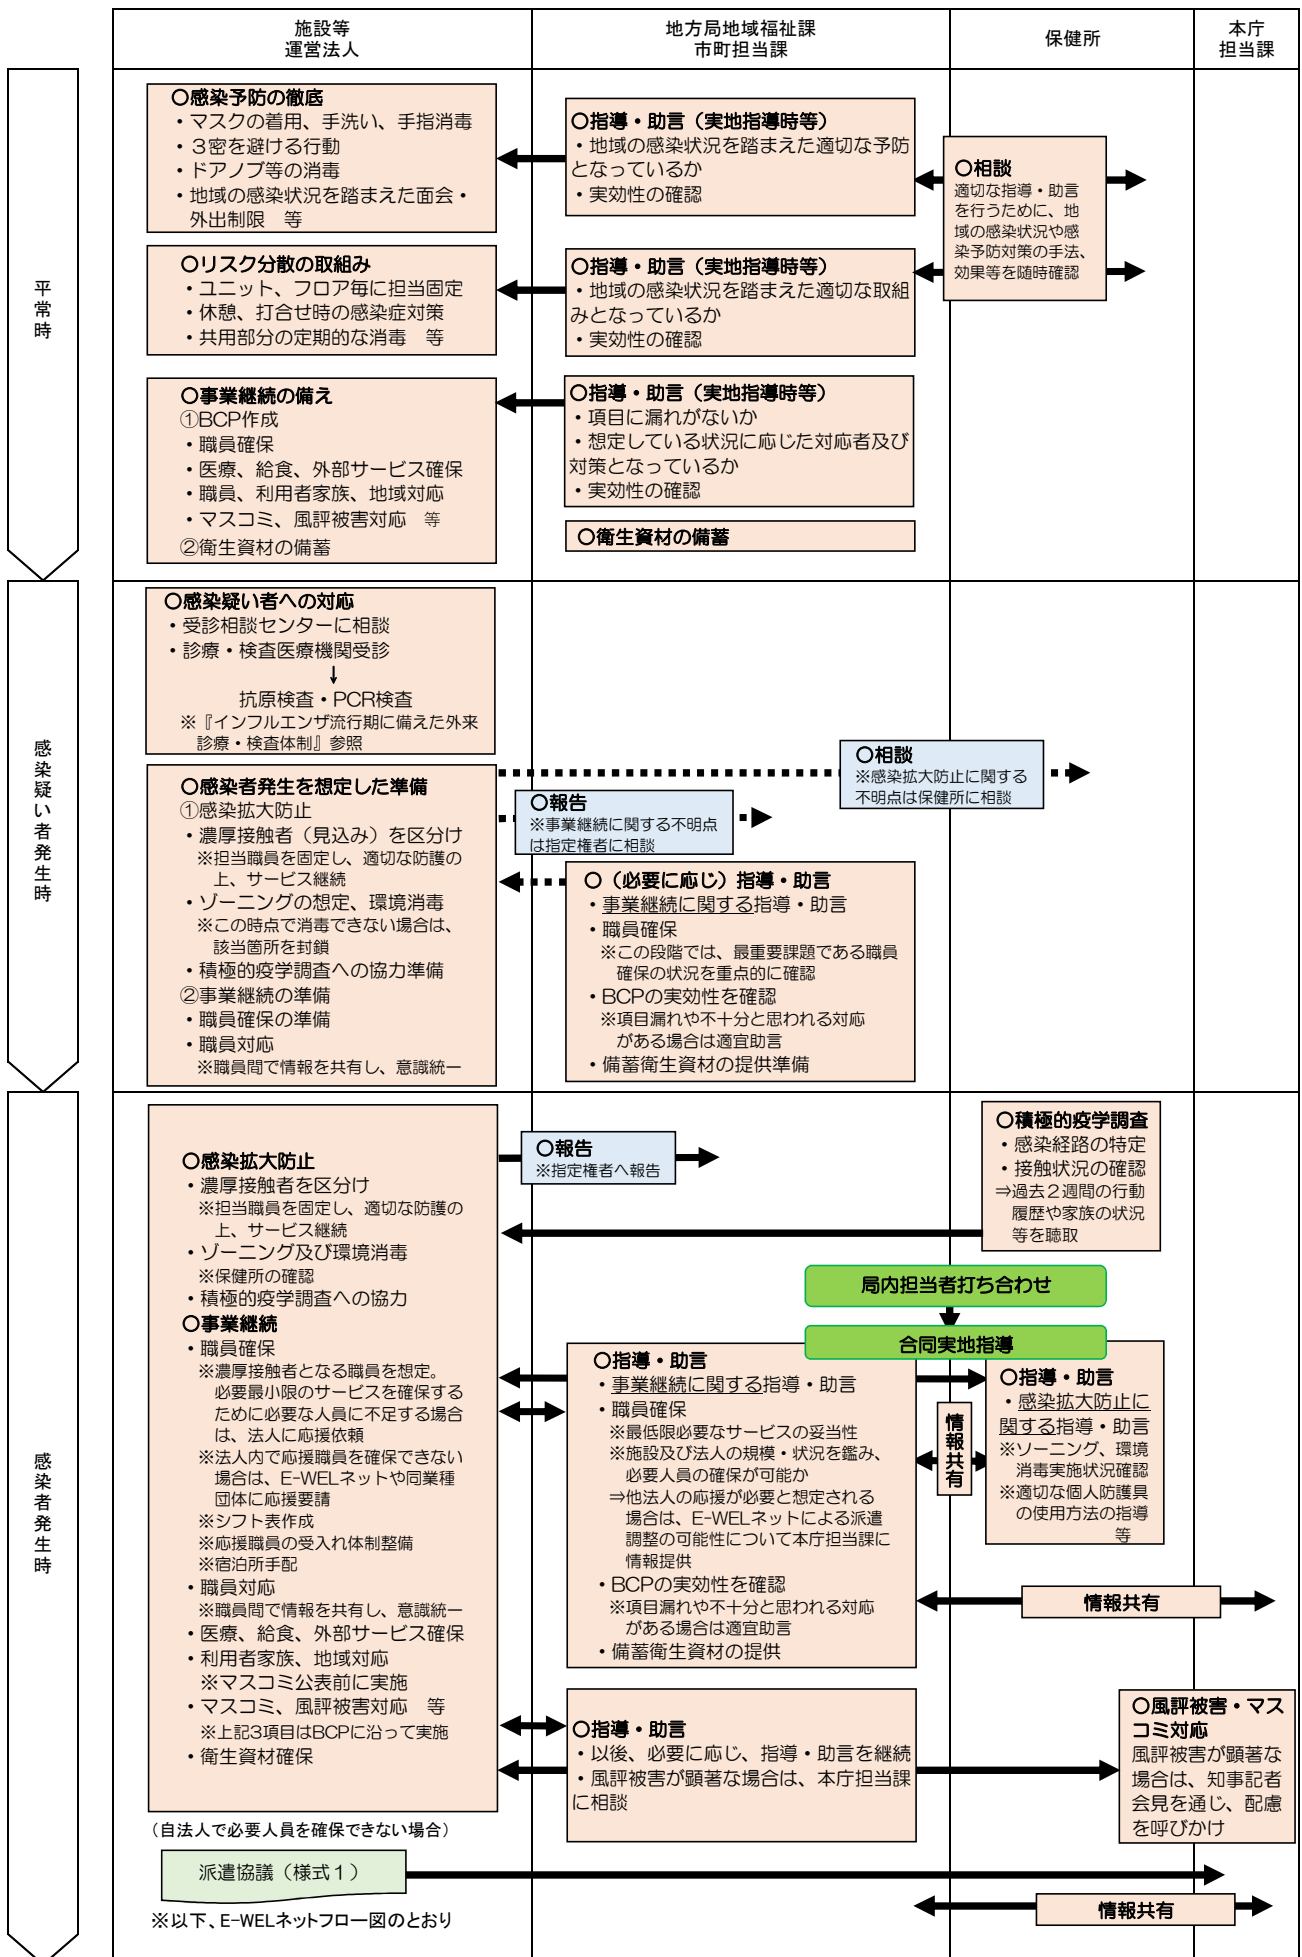 施設等
運営法人
地方局地域福祉課
市町担当課
保健所
本庁
担当課
平常時
〇感染予防の徹底
・マスクの着用、手洗い、手指消毒
・３密を避ける行動
・ドアノブ等の消毒
・地域の感染状況を踏まえた面会・
外出制限　等
〇指導・助言（実地指導時等）
・地域の感染状況を踏まえた適切な予防
となっているか
・実効性の確認
〇相談
適切な指導・助言
を行うために、地
域の感染状況や感
染予防対策の手法、
効果等を随時確認
〇リスク分散の取組み
・ユニット、フロア毎に担当固定
・休憩、打合せ時の感染症対策
・共用部分の定期的な消毒　等
〇指導・助言（実地指導時等）
・地域の感染状況を踏まえた適切な取組
みとなっているか
・実効性の確認
〇事業継続の備え
①BCP作成
・職員確保
・医療、給食、外部サービス確保
・職員、利用者家族、地域対応
・マスコミ、風評被害対応　等
②衛生資材の備蓄
〇指導・助言（実地指導時等）
・項目に漏れがないか
・想定している状況に応じた対応者及び
対策となっているか
・実効性の確認
〇衛生資材の備蓄
感染疑い者発生時
〇感染疑い者への対応
・受診相談センターに相談
・診療・検査医療機関受診
↓
抗原検査・PCR検査
※『インフルエンザ流行期に備えた外来
診療・検査体制』参照
〇感染者発生を想定した準備
①感染拡大防止
・濃厚接触者（見込み）を区分け
※担当職員を固定し、適切な防護の
上、サービス継続
・ゾーニングの想定、環境消毒
※この時点で消毒できない場合は、
該当箇所を封鎖
・積極的疫学調査への協力準備
②事業継続の準備
・職員確保の準備
・職員対応
※職員間で情報を共有し、意識統一
〇相談
※感染拡大防止に関する
不明点は保健所に相談
〇報告
※事業継続に関する不明点
は指定権者に相談
〇（必要に応じ）指導・助言
・事業継続に関する指導・助言
・職員確保
※この段階では、最重要課題である職員
確保の状況を重点的に確認
・BCPの実効性を確認
※項目漏れや不十分と思われる対応
がある場合は適宜助言
・備蓄衛生資材の提供準備
感染者発生時
〇感染拡大防止
・濃厚接触者を区分け
※担当職員を固定し、適切な防護の
上、サービス継続
・ゾーニング及び環境消毒
※保健所の確認
・積極的疫学調査への協力
〇事業継続
・職員確保
※濃厚接触者となる職員を想定。
必要最小限のサービスを確保する
ために必要な人員に不足する場合
は、法人に応援依頼
※法人内で応援職員を確保できない
場合は、E-WELネットや同業種
団体に応援要請
※シフト表作成
※応援職員の受入れ体制整備
※宿泊所手配
・職員対応
※職員間で情報を共有し、意識統一
・医療、給食、外部サービス確保
・利用者家族、地域対応
※マスコミ公表前に実施
・マスコミ、風評被害対応　等
※上記３項目はBCPに沿って実施
・衛生資材確保
〇報告
※指定権者へ報告
〇積極的疫学調査
・感染経路の特定
・接触状況の確認
⇒過去２週間の行動
履歴や家族の状況
等を聴取
局内担当者打ち合わせ
合同実地指導
〇指導・助言
・事業継続に関する指導・助言
・職員確保
※最低限必要なサービスの妥当性
※施設及び法人の規模・状況を鑑み、
必要人員の確保が可能か
⇒他法人の応援が必要と想定される
場合は、E-WELネットによる派遣
調整の可能性について本庁担当課に
情報提供
・BCPの実効性を確認
※項目漏れや不十分と思われる対応
がある場合は適宜助言
・備蓄衛生資材の提供
情報共有
〇指導・助言
・感染拡大防止に
関する指導・助言
※ゾーニング、環境
消毒実施状況確認
※適切な個人防護具
の使用方法の指導
等
情報共有
〇指導・助言
・以後、必要に応じ、指導・助言を継続
・風評被害が顕著な場合は、本庁担当課
に相談
〇風評被害・マス
コミ対応
風評被害が顕著な
場合は、知事記者
会見を通じ、配慮
を呼びかけ
（自法人で必要人員を確保できない場合）
派遣協議（様式１）
情報共有
※以下、E-WELネットフロー図のとおり